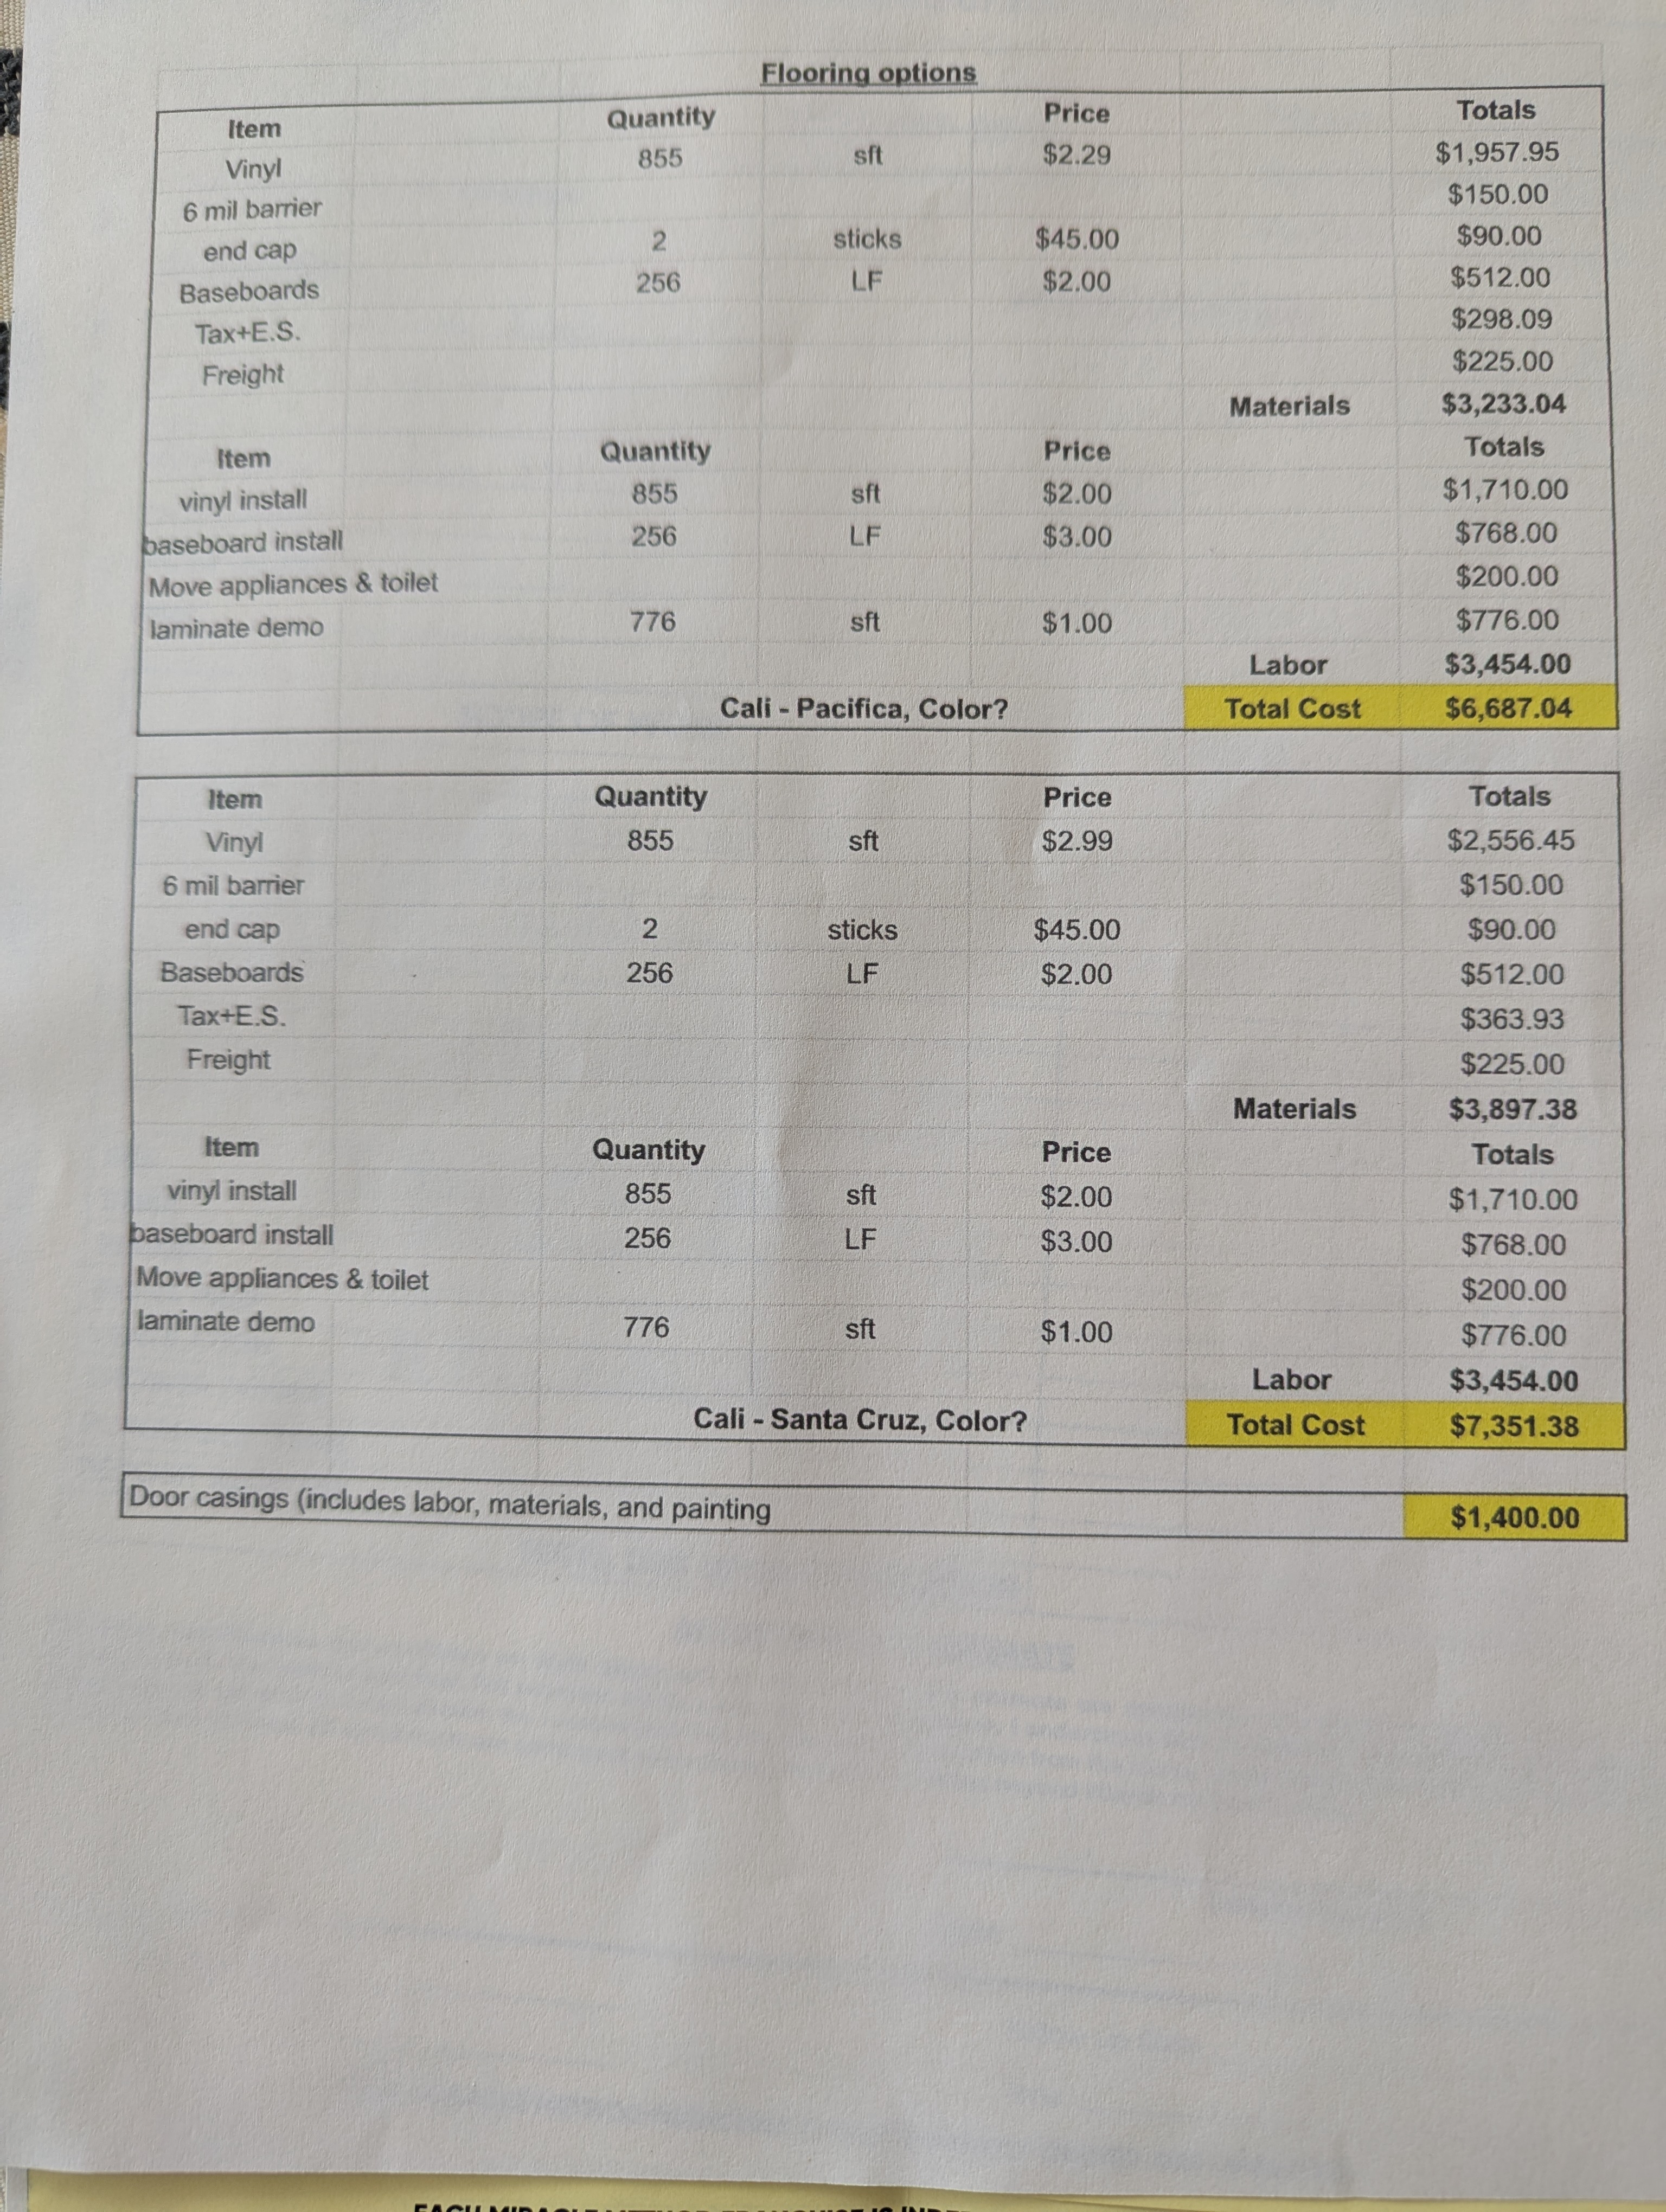 Flooring options
Item Quantity Price Totals
Vinyl 855 sft $2.29 $1,957.95
6 mil barrier $150.00
end cap 2 sticks $45.00 $90.00
Baseboards 256 LF $2.00 $512.00
Tax+E.S. $298.09
Freight $225.00
Materials $3,233.04
Item Quantity Price Totals
vinyl install 855 sft $2.00 $1,710.00
baseboard install 256 LF $3.00 $768.00
Move appliances & toilet $200.00
laminate demo 776 sft $1.00 $776.00
Labor $3,454.00
Cali - Pacifica, Color? Total Cost $6,687.04
Item Quantity Price Totals
Vinyl 855 sft $2.99 $2,556.45
6 mil barrier $150.00
end cap 2 sticks $45.00 $90.00
Baseboards 256 LF $2.00 $512.00
Tax+E.S. $363.93
Freight $225.00
Materials $3,897.38
Item Quantity Price Totals
vinyl install 855 sft $2.00 $1,710.00
baseboard install 256 LF $3.00 $768.00
Move appliances & toilet $200.00
laminate demo 776 sft $1.00 $776.00
Labor $3,454.00
Cali - Santa Cruz, Color? Total Cost $7,351.38
Door casings (includes labor, materials, and painting $1,400.00
EACH MIRACLE METHOD FRANCHISE IS